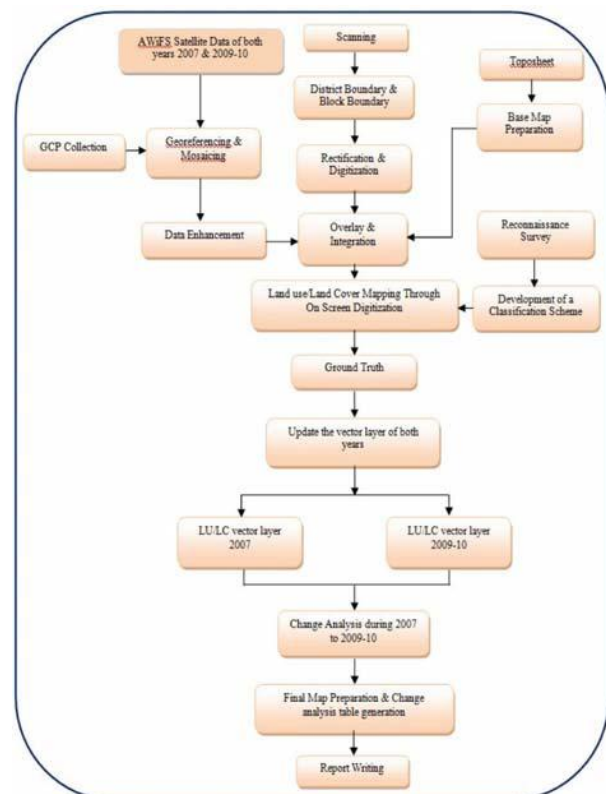 AWiFS Satellite Data of both
years 2007 & 2009-10
Scanning
Toposheet
District Boundary &
Block Boundary
Base Map
Preparation
GCP Collection
Georeferencing &
Mosaicing
Rectification &
Digitization
Data Enhancement
Overlay &
Integration
Reconnaissance
Survey
Land use/Land Cover Mapping Through
On Screen Digitization
Development of a
Classification Scheme
Ground Truth
Update the vector layer of both
years
LU/LC vector layer
2007
LU/LC vector layer
2009-10
Change Analysis during 2007
to 2009-10
Final Map Preparation & Change
analysis table generation
Report Writing